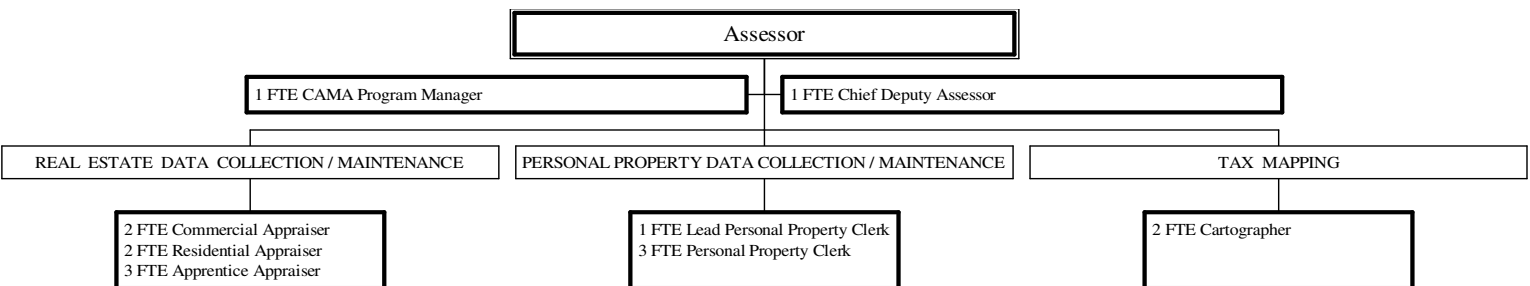 Assessor
1 FTE CAMA Program Manager
1 FTE Chief Deputy Assessor
REAL ESTATE DATA COLLECTION / MAINTENANCE
PERSONAL PROPERTY DATA COLLECTION / MAINTENANCE
TAX MAPPING
2 FTE Commercial Appraiser
2 FTE Residential Appraiser
3 FTE Apprentice Appraiser
1 FTE Lead Personal Property Clerk
3 FTE Personal Property Clerk
2 FTE Cartographer